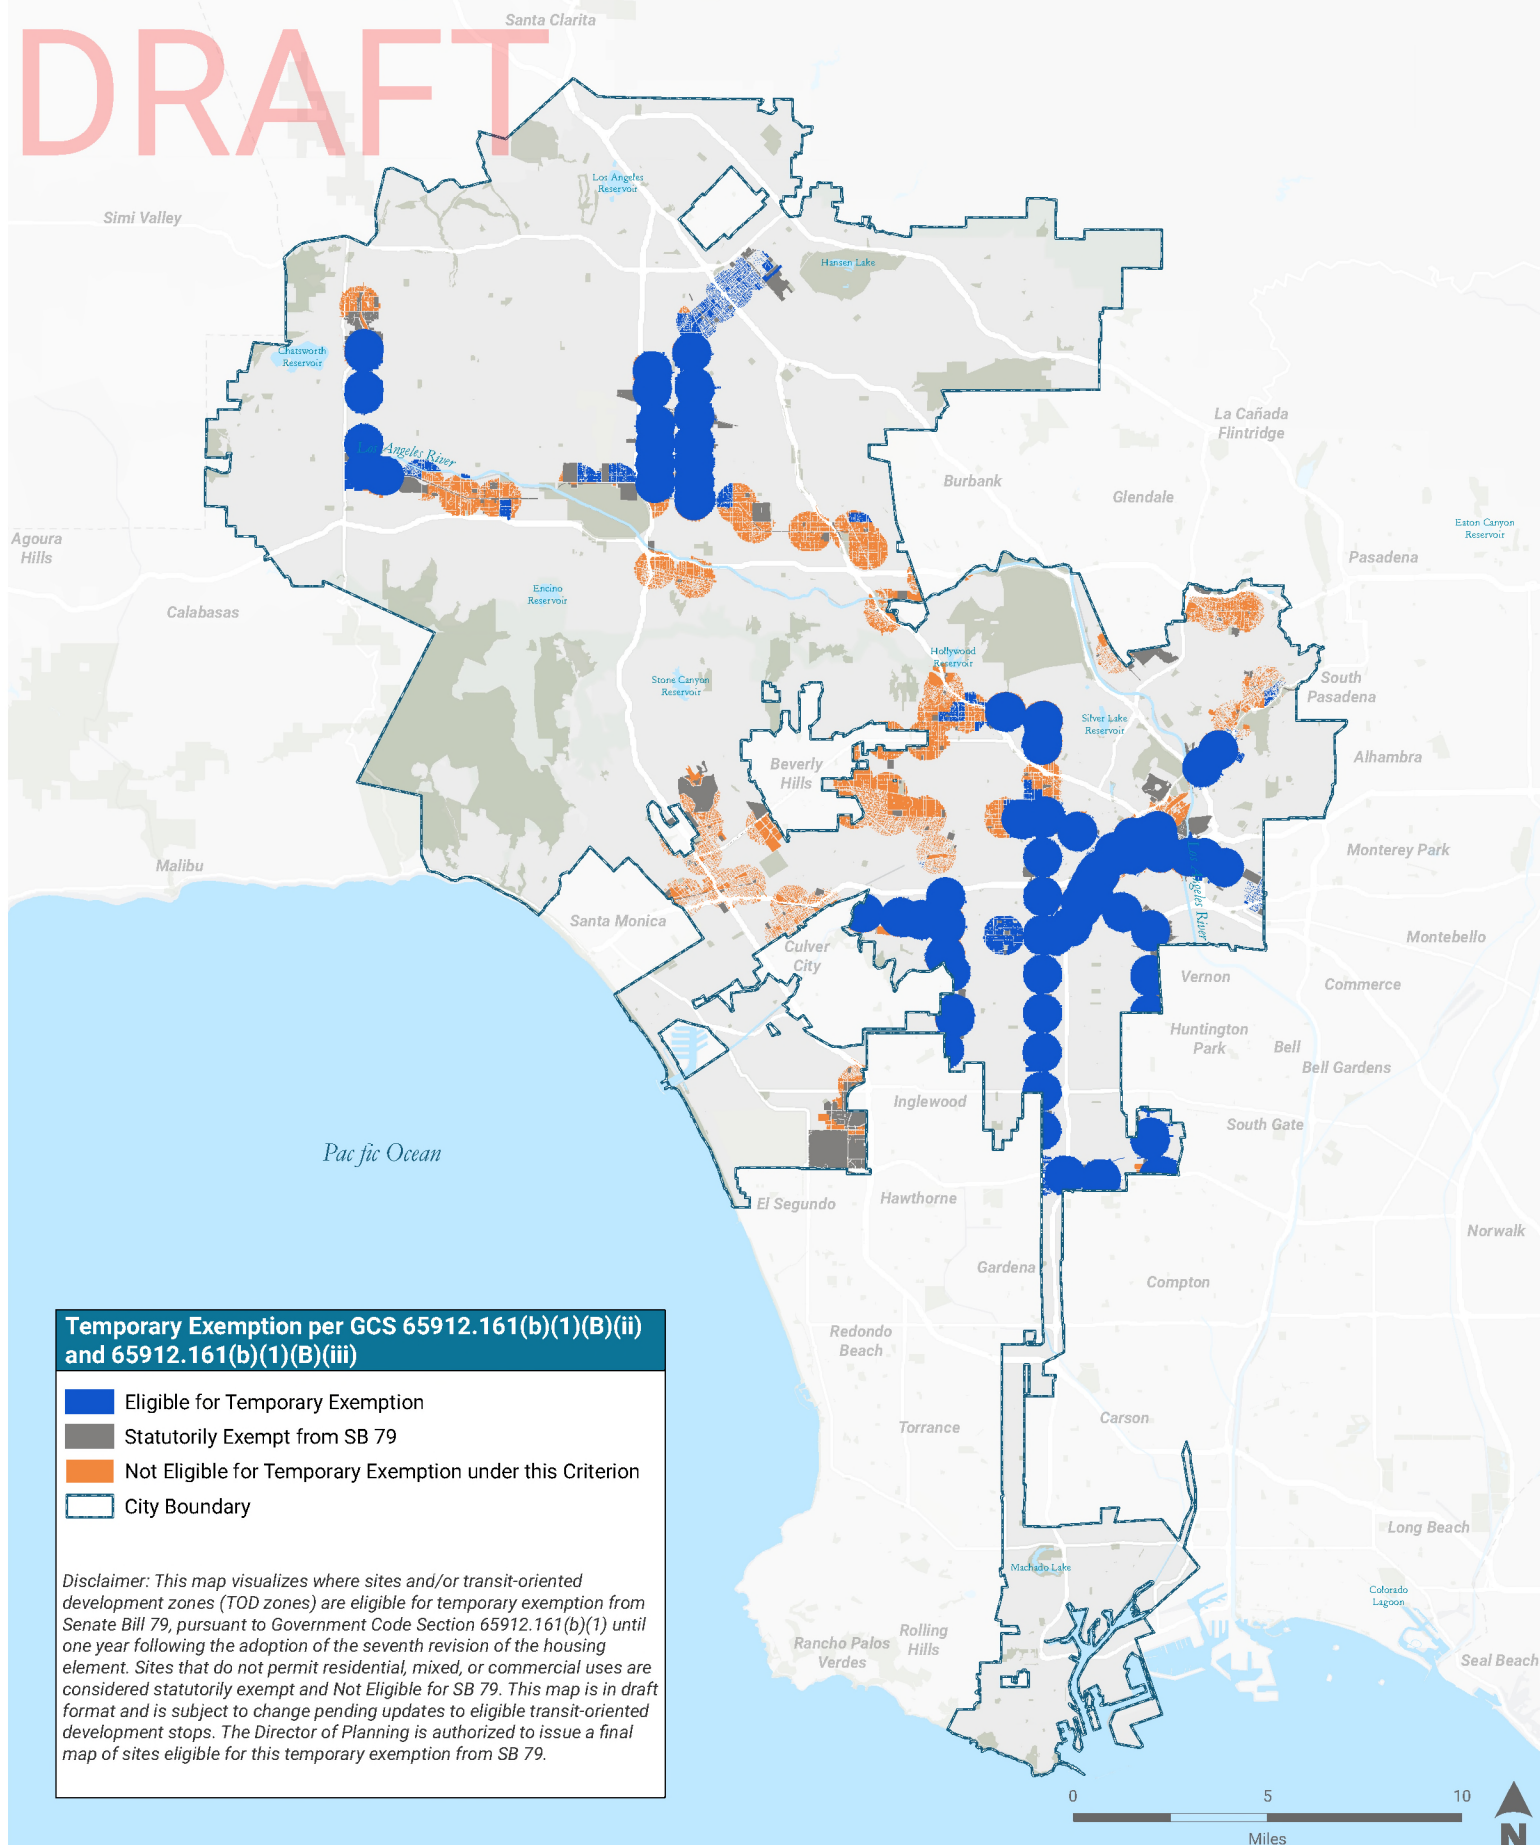 DRAFT
Santa Clarita
Los Angeles
Reservoir
Simi Valley
Hansen Lake
Chatsworth
Reservoir
La Cañada
Flintridge
Los Angeles River
Burbank
Glendale
Eaton Canyon
Reservoir
Agoura
Hills
Pasadena
Encino
Reservoir
Calabasas
Hollywood
Reservoir
Stone Canyon
Reservoir
South
Pasadena
Silver Lake
Reservoir
Beverly
Hills
Alhambra
Malibu
Monterey Park
Los Angeles River
Santa Monica
Culver
City
Montebello
Vernon
Commerce
Huntington
Park
Bell
Bell Gardens
Inglewood
South Gate
Pac fic Ocean
El Segundo
Hawthorne
Norwalk
Gardena
Compton
Redondo
Beach
Carson
Torrance
Long Beach
Machado Lake
Colorado
Lagoon
Rolling
Hills
Rancho Palos
Verdes
Seal Beach
Temporary Exemption per GCS 65912.161(b)(1)(B)(ii)
and 65912.161(b)(1)(B)(iii)
Eligible for Temporary Exemption
Statutorily Exempt from SB 79
Not Eligible for Temporary Exemption under this Criterion
City Boundary
Disclaimer: This map visualizes where sites and/or transit-oriented
development zones (TOD zones) are eligible for temporary exemption from
Senate Bill 79, pursuant to Government Code Section 65912.161(b)(1) until
one year following the adoption of the seventh revision of the housing
element. Sites that do not permit residential, mixed, or commercial uses are
considered statutorily exempt and Not Eligible for SB 79. This map is in draft
format and is subject to change pending updates to eligible transit-oriented
development stops. The Director of Planning is authorized to issue a final
map of sites eligible for this temporary exemption from SB 79.
0 5 10
Miles
N